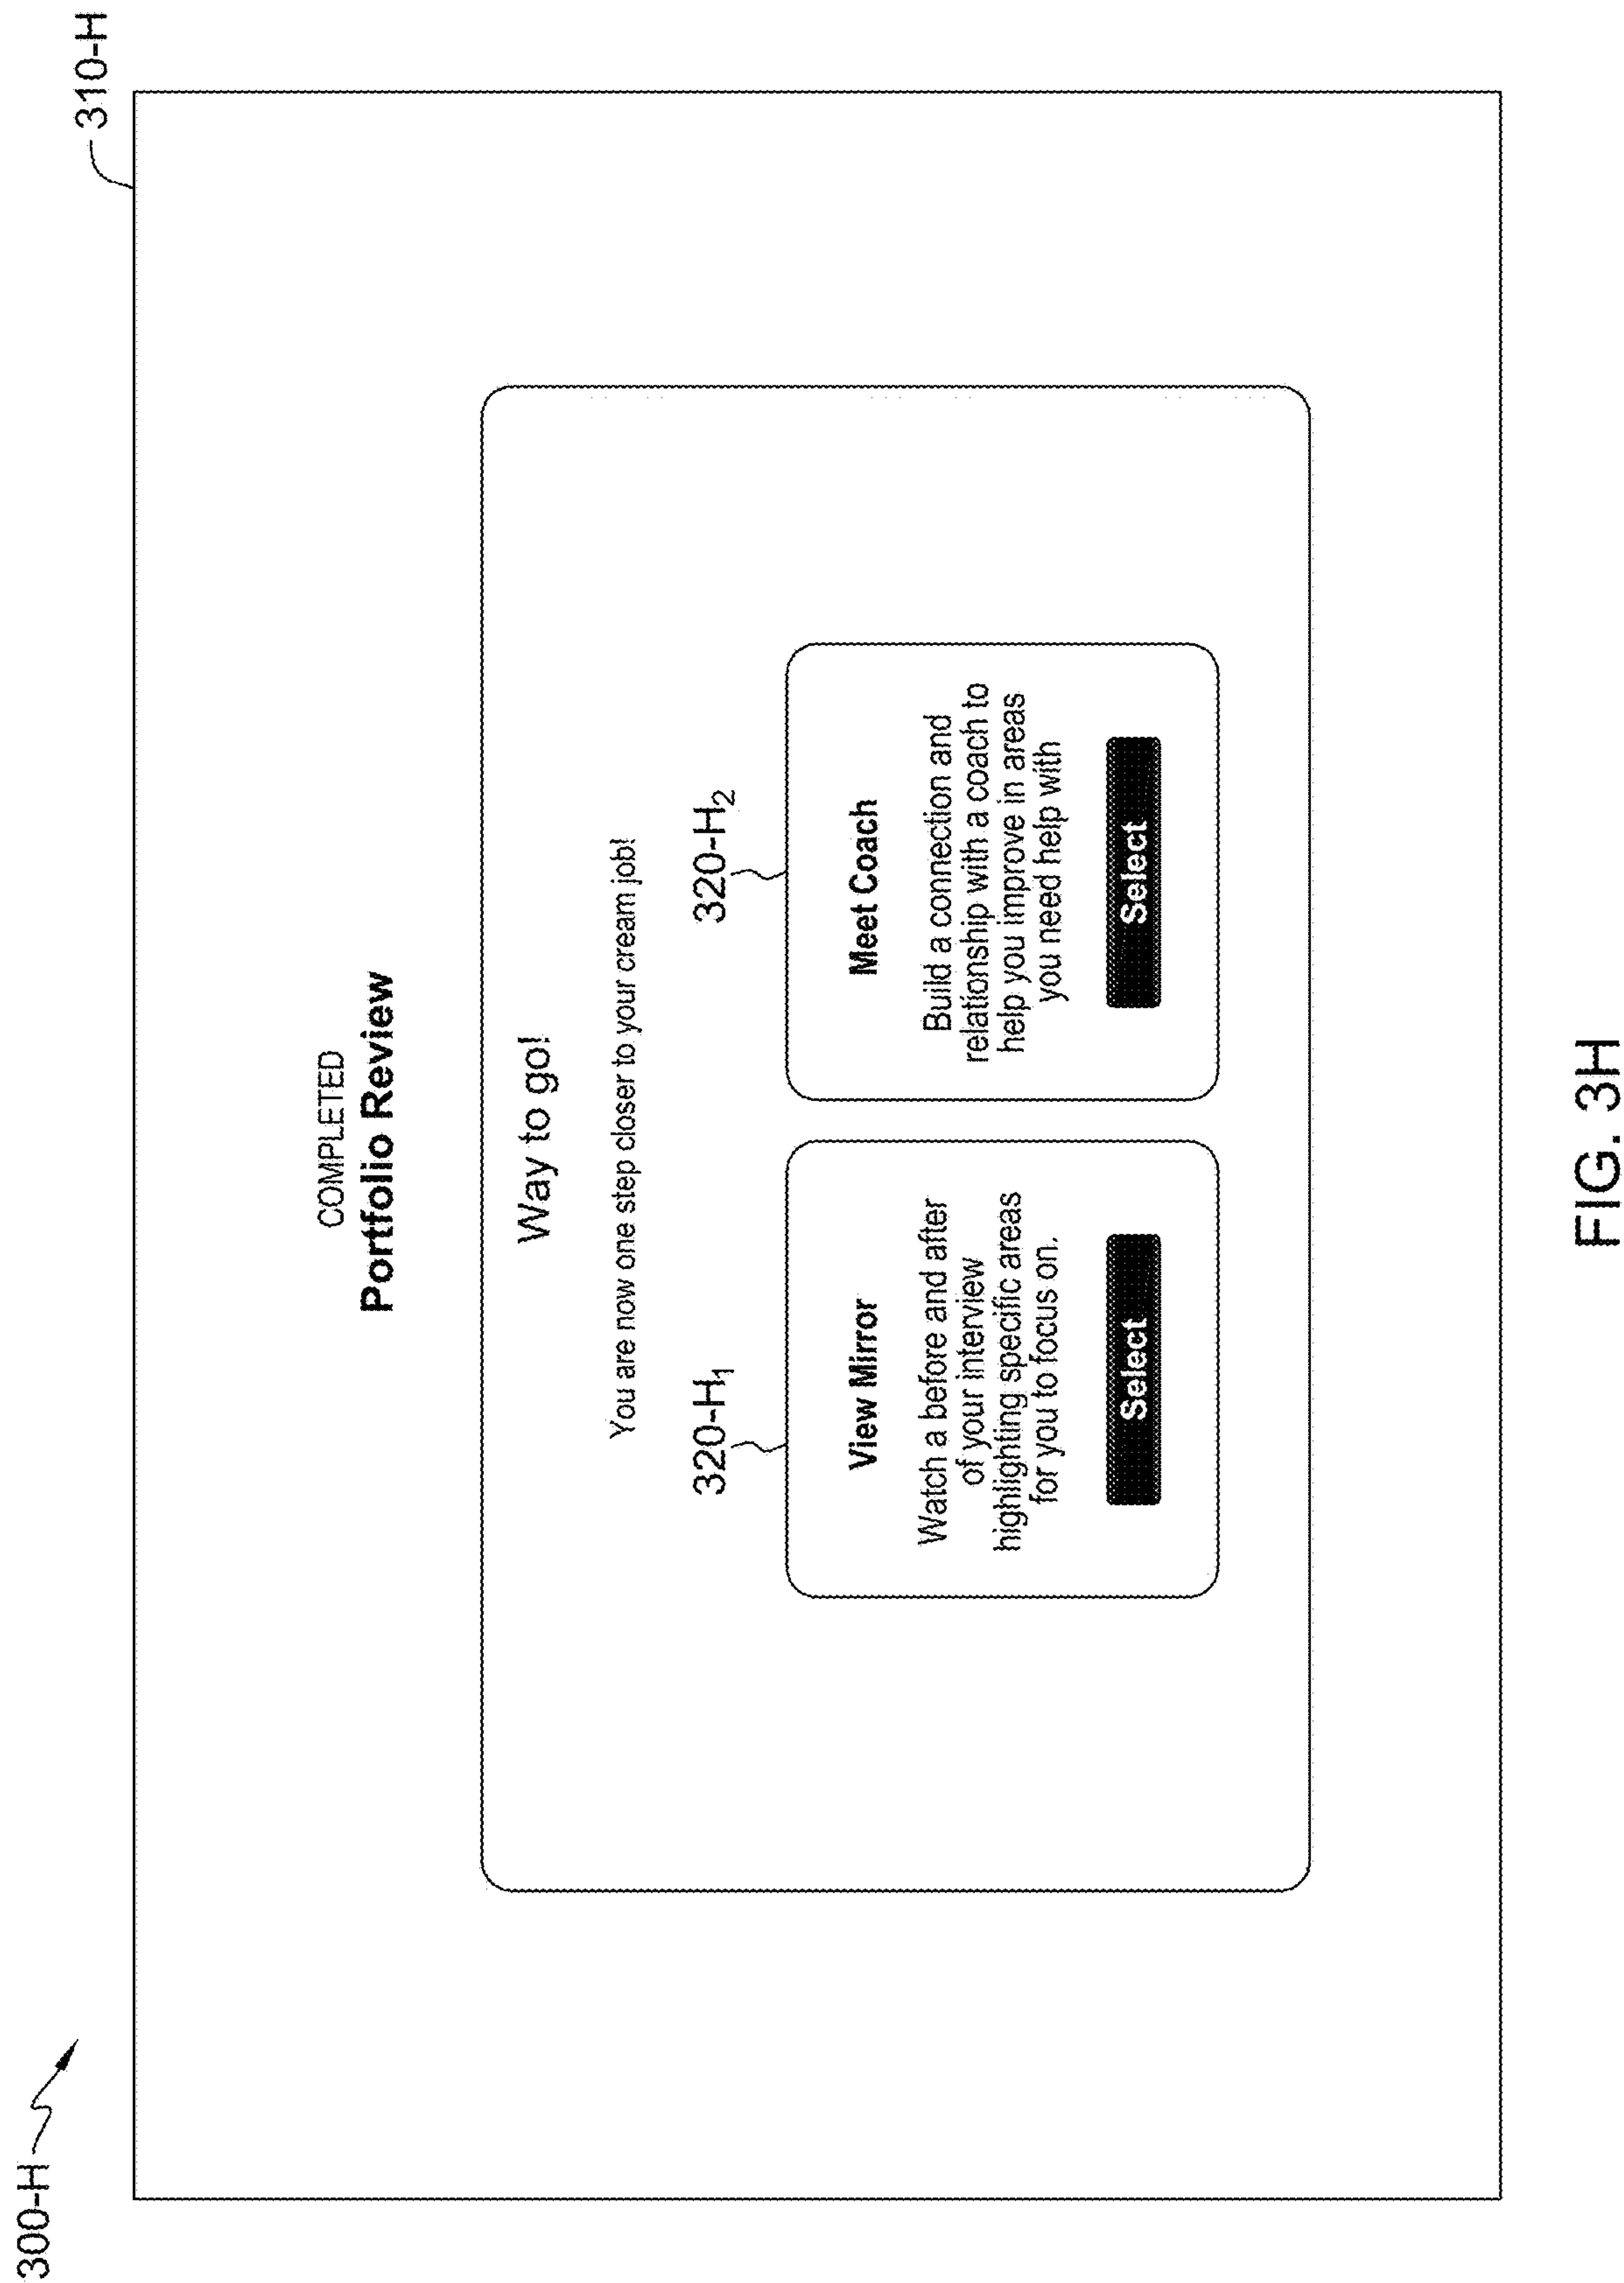 300-H
310-H
COMPLETED
Portfolio Review
Way to go!
You are now one step closer to your cream job!
320-H₁
320-H₂
View Mirror
Watch a before and after
of your interview
highlighting specific areas
for you to focus on.
Select
Meet Coach
Build a connection and
relationship with a coach to
help you improve in areas
you need help with
Select
FIG. 3H